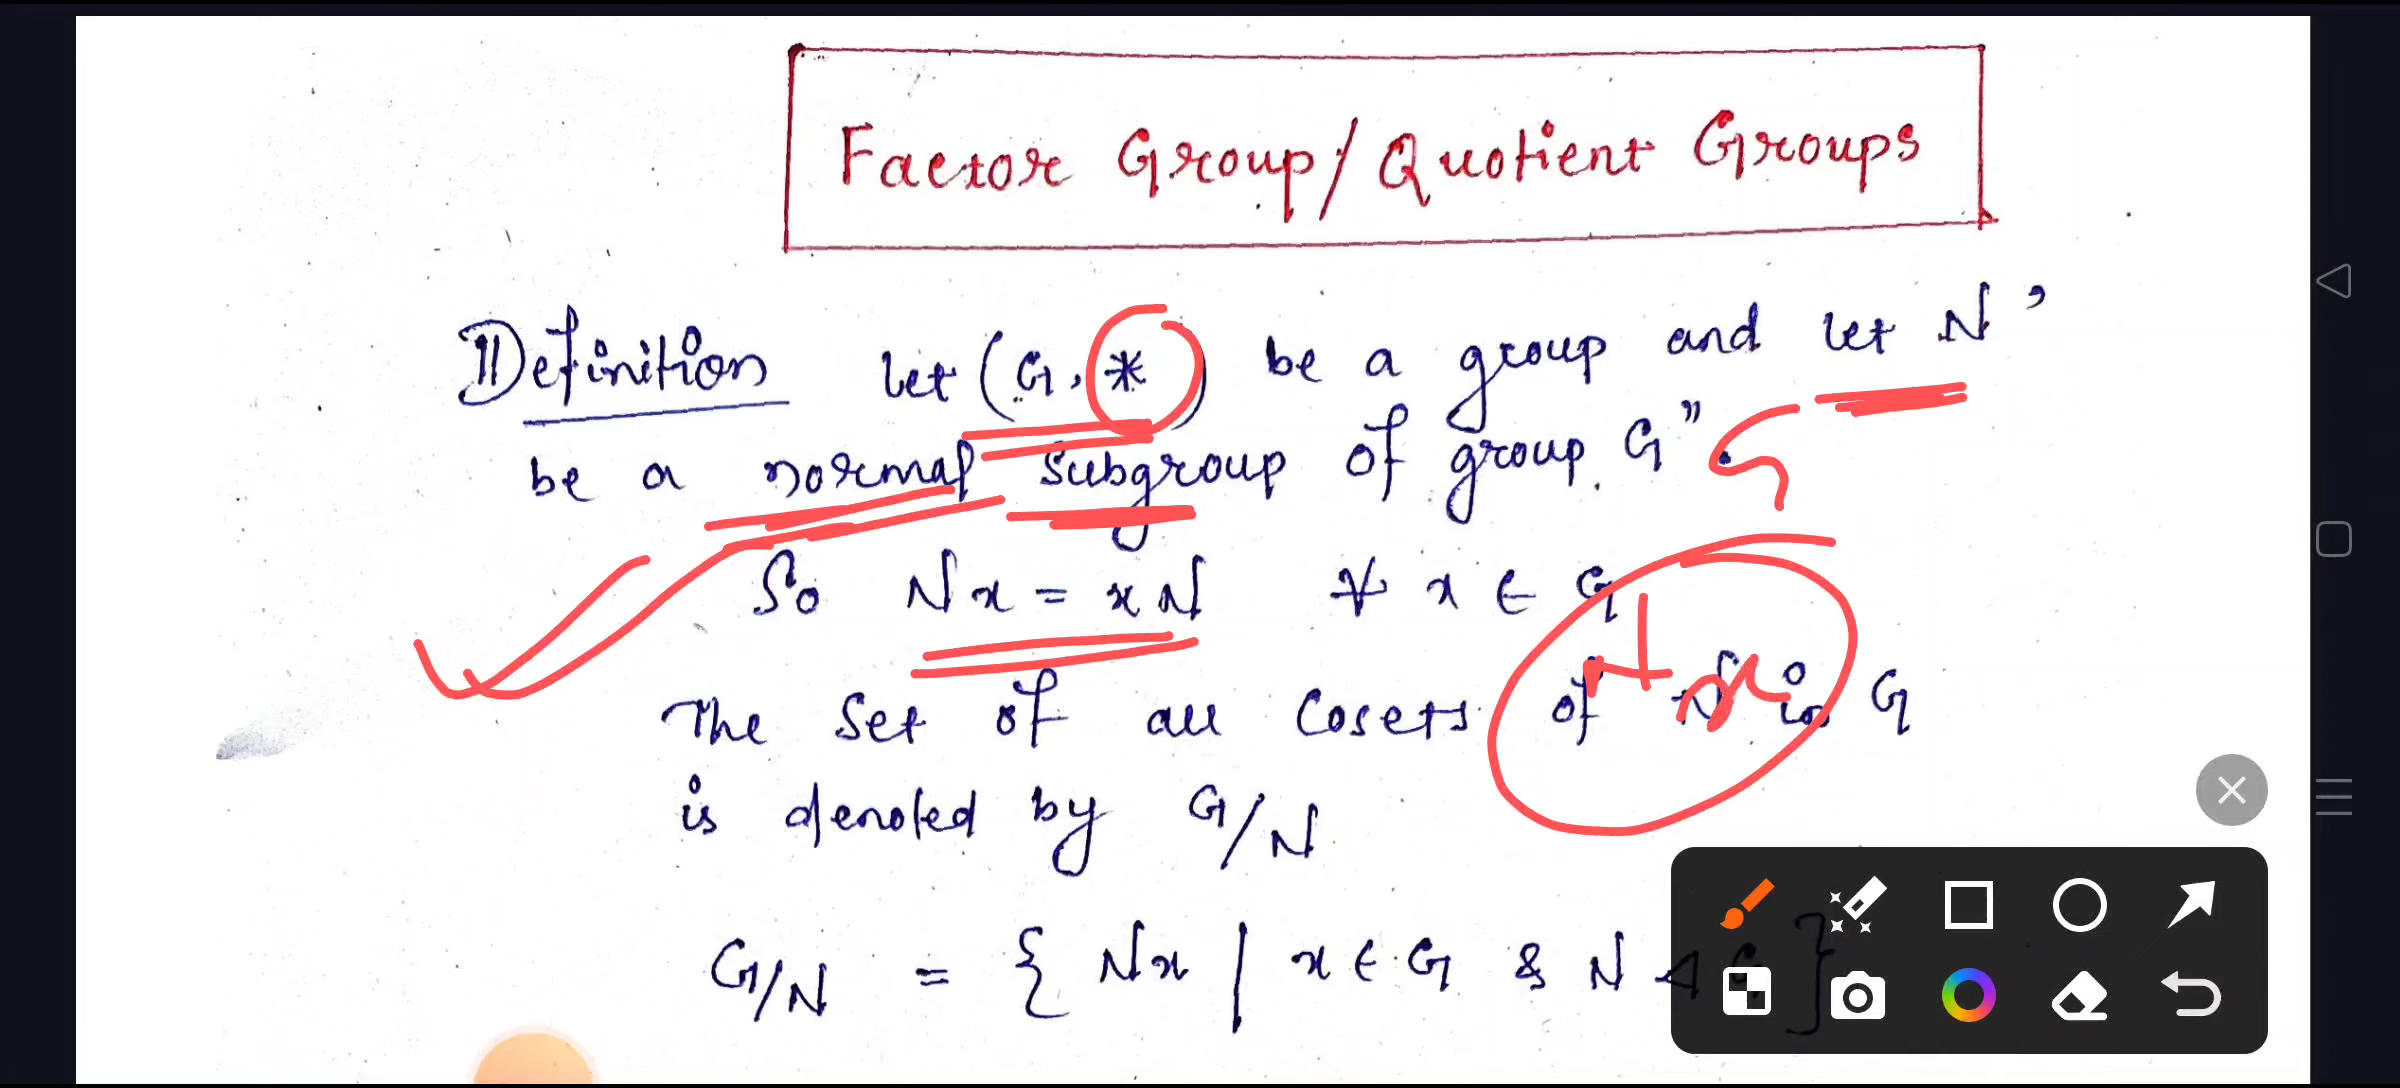 Factor Group/Quotient Groups
Definition let (G, *) be a group and let N
be a normal subgroup of group G".
So Nx = xN ∀ x ∈ G
The Set of all Cosets of N in G
is denoted by G/N
G/N = { Nx | x ∈ G & N ⊲ G }